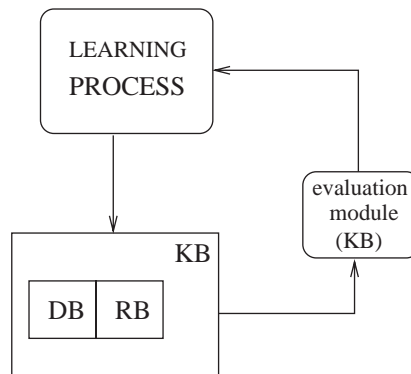 LEARNING
PROCESS
evaluation
module
(KB)
KB
DB RB